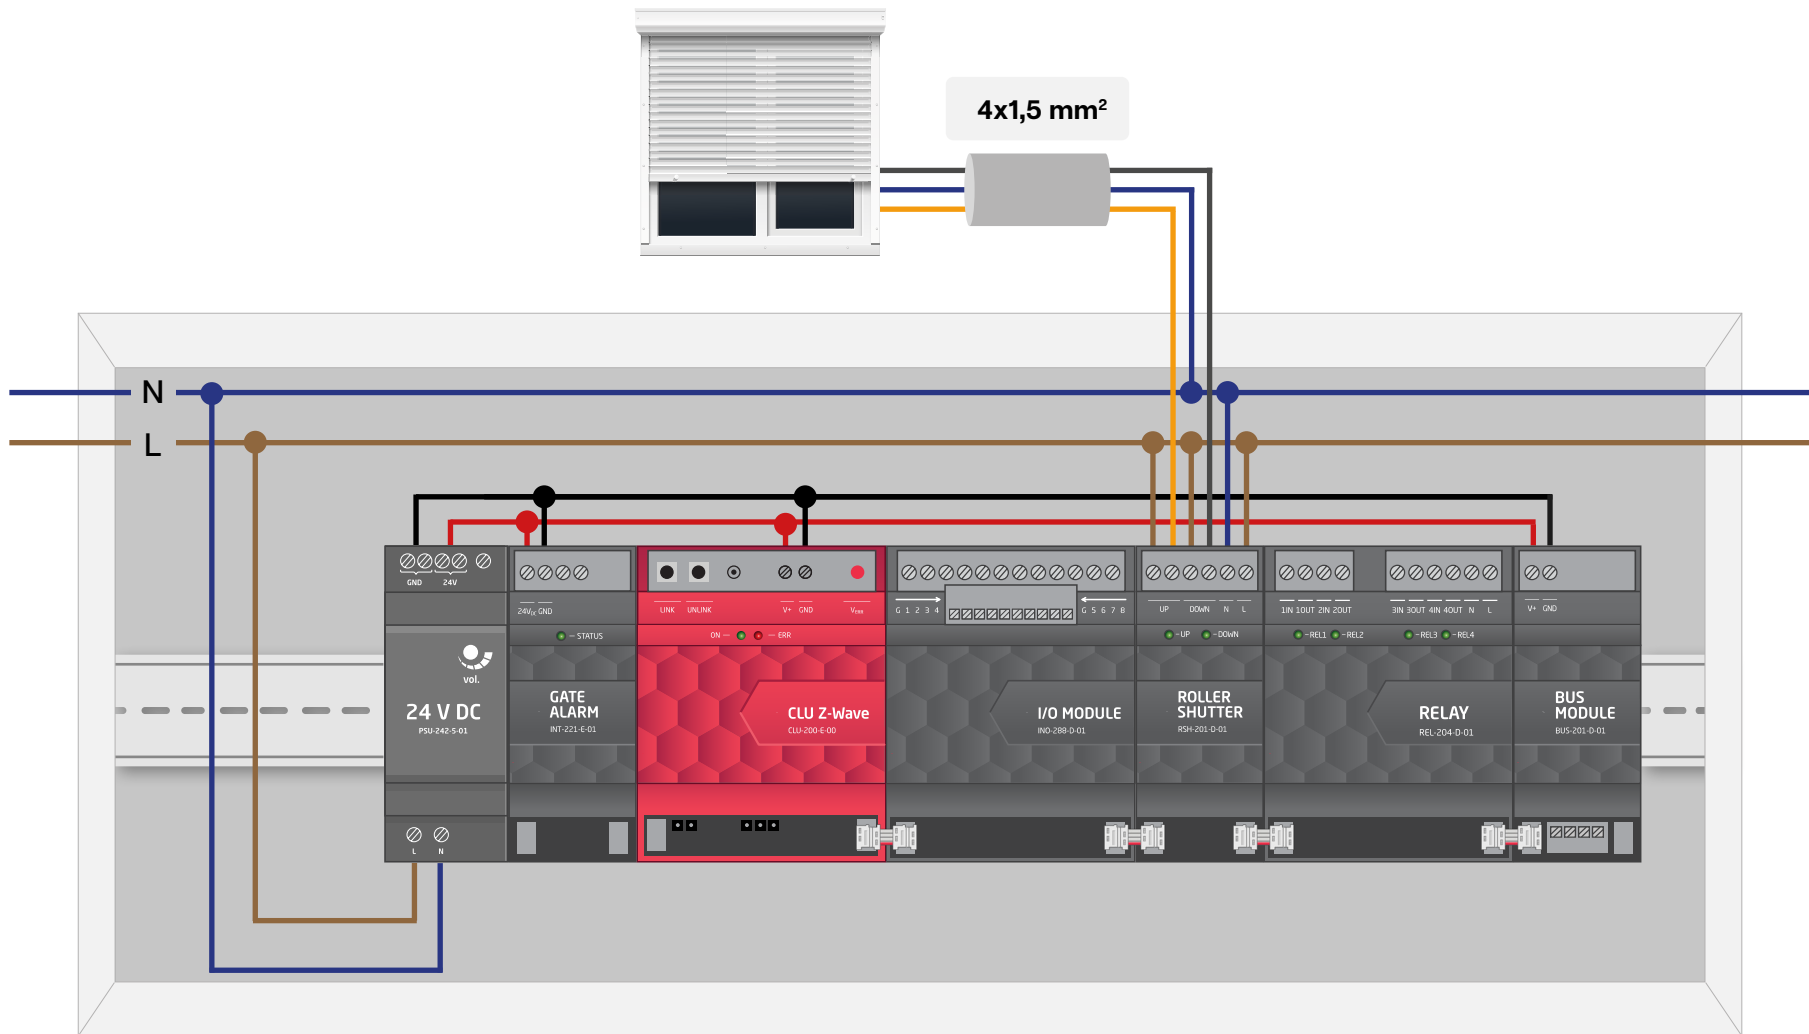 4x1,5 mm²
N
L
GND 24V
24V IN GND
LINK UNLINK V+ GND
G 1 2 3 4 G 5 6 7 8
UP DOWN N L
1IN 1OUT 2IN 2OUT 3IN 3OUT 4IN 4OUT N L
V+ GND
STATUS
ON ERR
UP DOWN
REL1 REL2 REL3 REL4
vol.
24 V DC
PSU-242-S-01
GATE
ALARM
INT-221-E-01
CLU Z-Wave
CLU-200-E-00
I/O MODULE
INO-288-D-01
ROLLER
SHUTTER
RSH-201-D-01
RELAY
REL-204-D-01
BUS
MODULE
BUS-201-D-01
L N